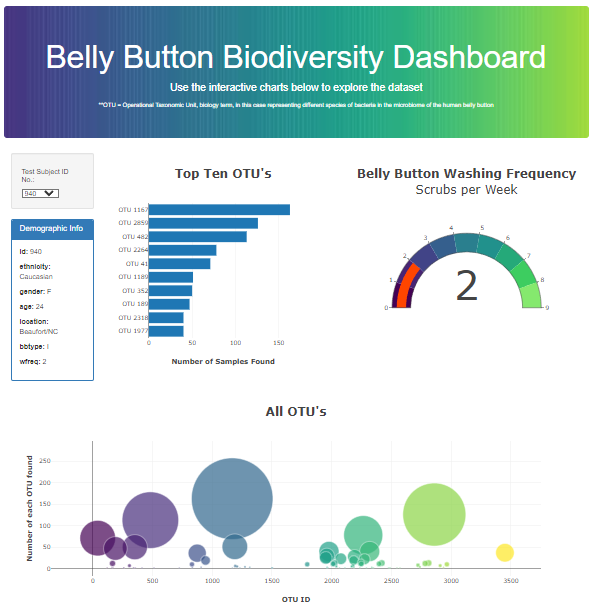 Belly Button Biodiversity Dashboard
Use the interactive charts below to explore the dataset
**OTU = Operational Taxonomic Unit, biology term, in this case representing different species of bacteria in the microbiome of the human belly button
Test Subject ID
No.:
940
Demographic Info
id: 940
ethnicity:
Caucasian
gender: F
age: 24
location:
Beaufort/NC
bbtype: I
wfreq: 2
Top Ten OTU's
OTU 1167
OTU 2859
OTU 482
OTU 2264
OTU 41
OTU 1189
OTU 352
OTU 189
OTU 2318
OTU 1977
0 50 100 150
Number of Samples Found
Belly Button Washing Frequency
Scrubs per Week
0 1 2 3 4 5 6 7 8 9
2
All OTU's
Number of each OTU found
250
200
150
100
50
0
0 500 1000 1500 2000 2500 3000 3500
OTU ID